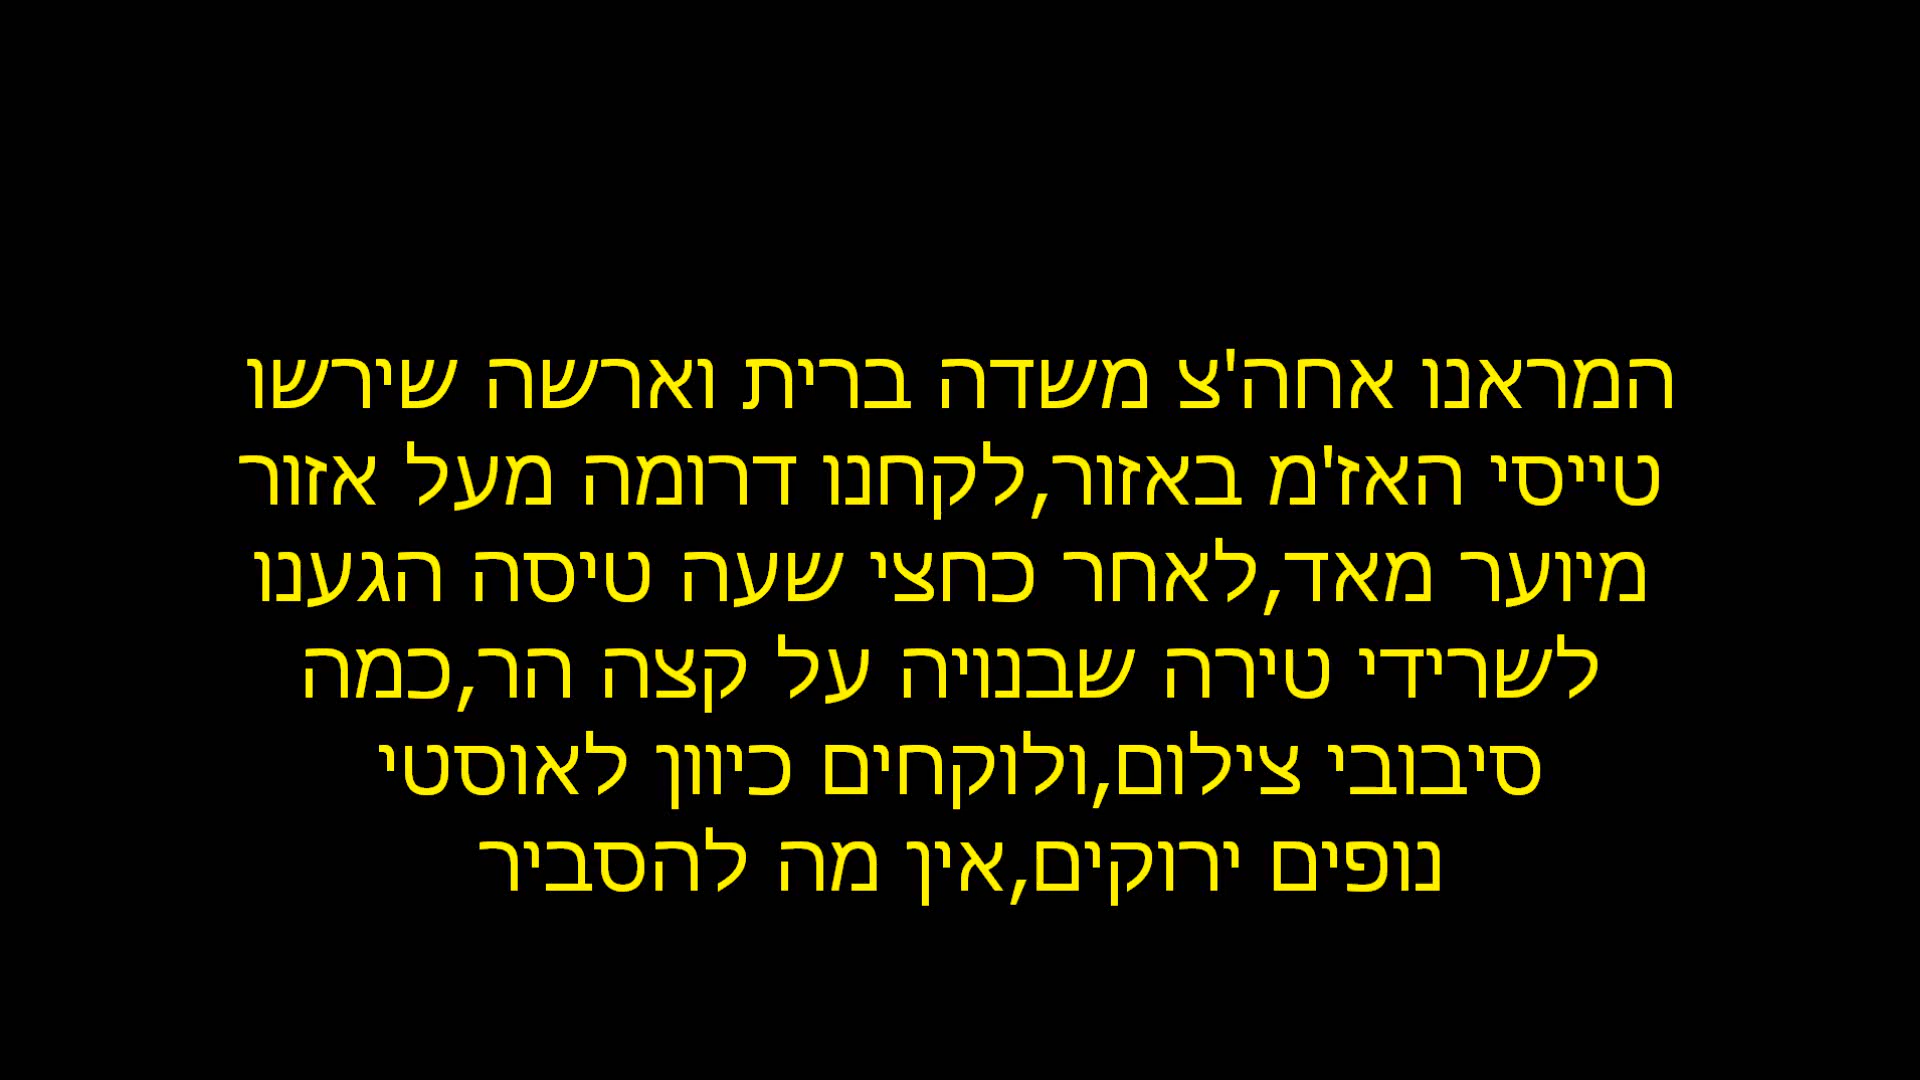 המראנו אחה'צ משדה ברית וארשה שירשו
טייסי האז'מ באזור,לקחנו דרומה מעל אזור
מיוער מאד,לאחר כחצי שעה טיסה הגענו
לשרידי טירה שבנויה על קצה הר,כמה
סיבובי צילום,ולוקחים כיוון לאוסטי
נופים ירוקים,אין מה להסביר